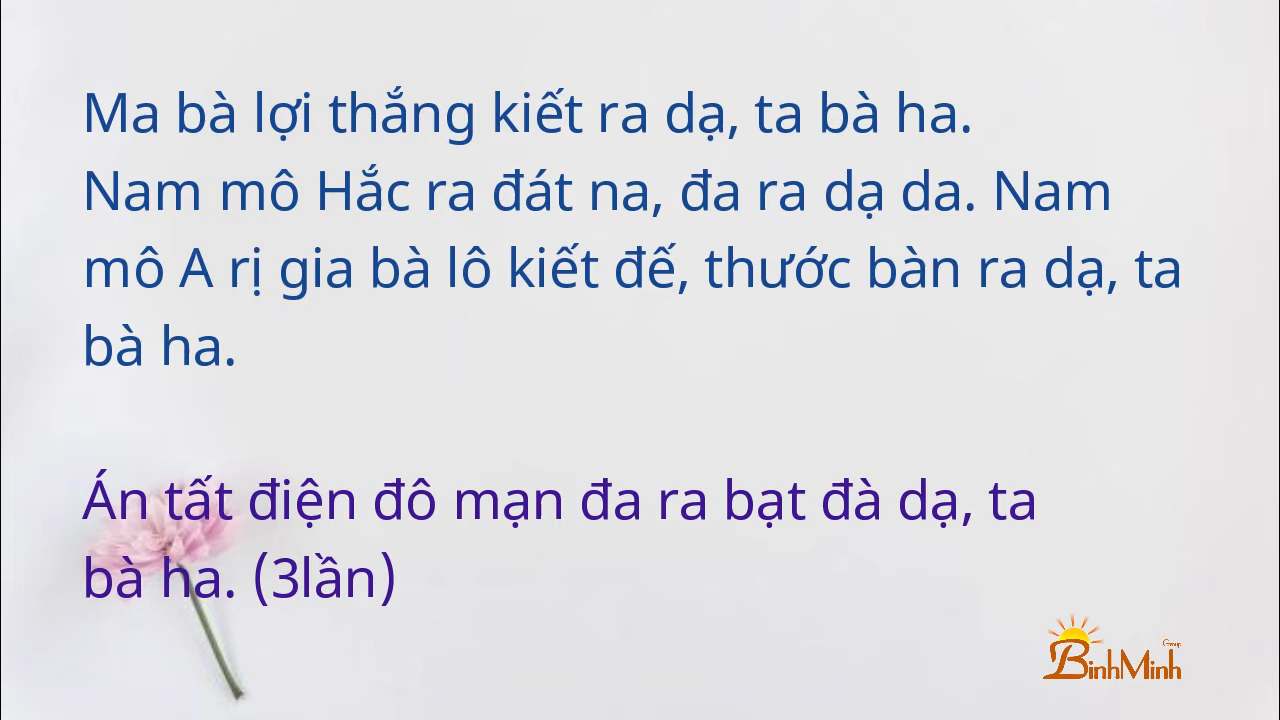 Ma bà lợi thắng kiết ra dạ, ta bà ha.
Nam mô Hắc ra đát na, đa ra dạ da. Nam
mô A rị gia bà lô kiết đế, thước bàn ra dạ, ta
bà ha.
Án tất điện đô mạn đa ra bạt đà dạ, ta
bà ha. (3lần)
Group
BinhMinh